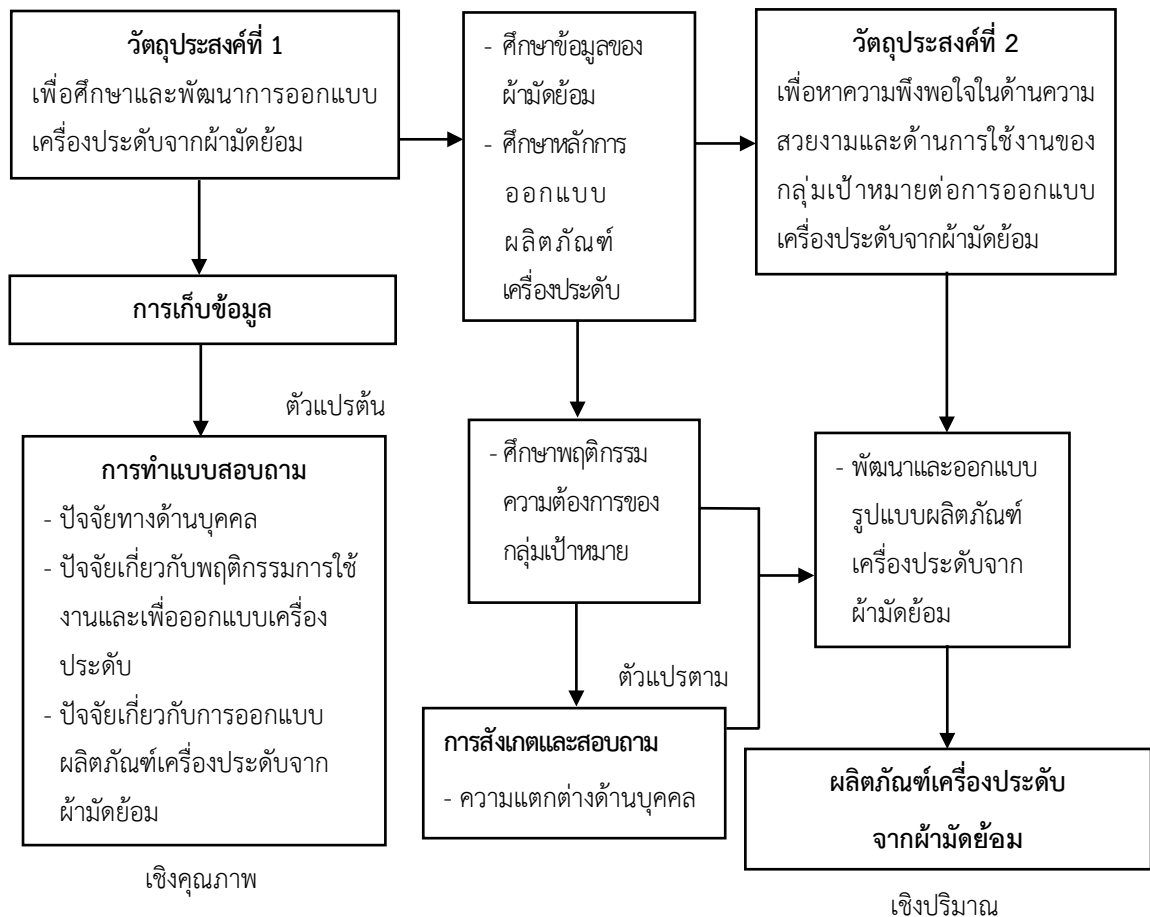 วัตถุประสงค์ที่ 1
เพื่อศึกษาและพัฒนาการออกแบบ
เครื่องประดับจากผ้ามัดย้อม
การเก็บข้อมูล
ตัวแปรต้น
การทำแบบสอบถาม
- ปัจจัยทางด้านบุคคล
- ปัจจัยเกี่ยวกับพฤติกรรมการใช้
งานและเพื่อออกแบบเครื่อง
ประดับ
- ปัจจัยเกี่ยวกับการออกแบบ
ผลิตภัณฑ์เครื่องประดับจาก
ผ้ามัดย้อม
เชิงคุณภาพ
- ศึกษาข้อมูลของ
ผ้ามัดย้อม
- ศึกษาหลักการ
ออกแบบ
ผลิตภัณฑ์
เครื่องประดับ
- ศึกษาพฤติกรรม
ความต้องการของ
กลุ่มเป้าหมาย
ตัวแปรตาม
การสังเกตและสอบถาม
- ความแตกต่างด้านบุคคล
วัตถุประสงค์ที่ 2
เพื่อหาความพึงพอใจในด้านความ
สวยงามและด้านการใช้งานของ
กลุ่มเป้าหมายต่อการออกแบบ
เครื่องประดับจากผ้ามัดย้อม
- พัฒนาและออกแบบ
รูปแบบผลิตภัณฑ์
เครื่องประดับจาก
ผ้ามัดย้อม
ผลิตภัณฑ์เครื่องประดับ
จากผ้ามัดย้อม
เชิงปริมาณ